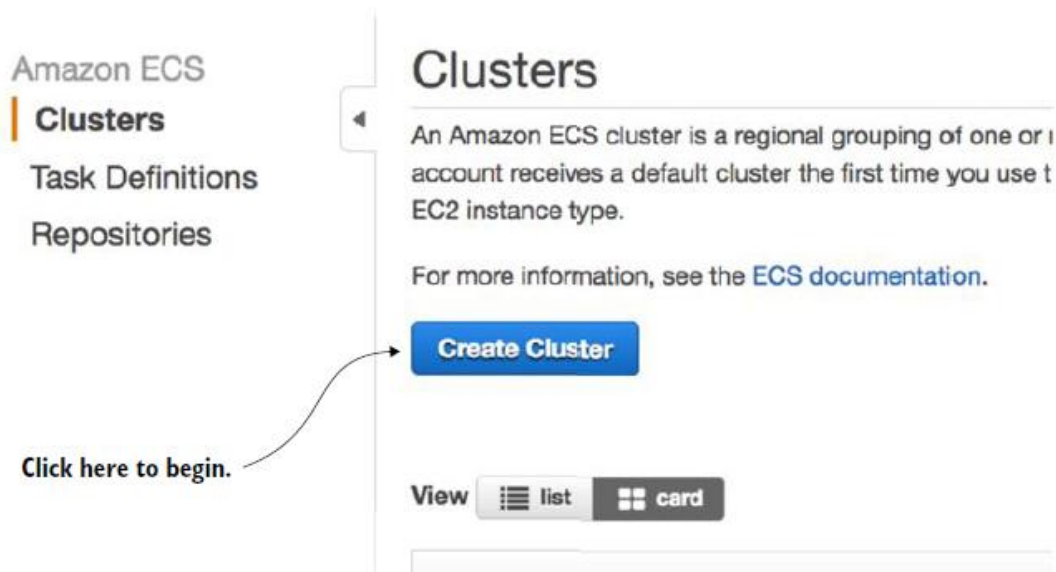 Amazon ECS
Clusters
Task Definitions
Repositories
Clusters
An Amazon ECS cluster is a regional grouping of one or
account receives a default cluster the first time you use
EC2 instance type.
For more information, see the ECS documentation.
Create Cluster
Click here to begin.
View list card